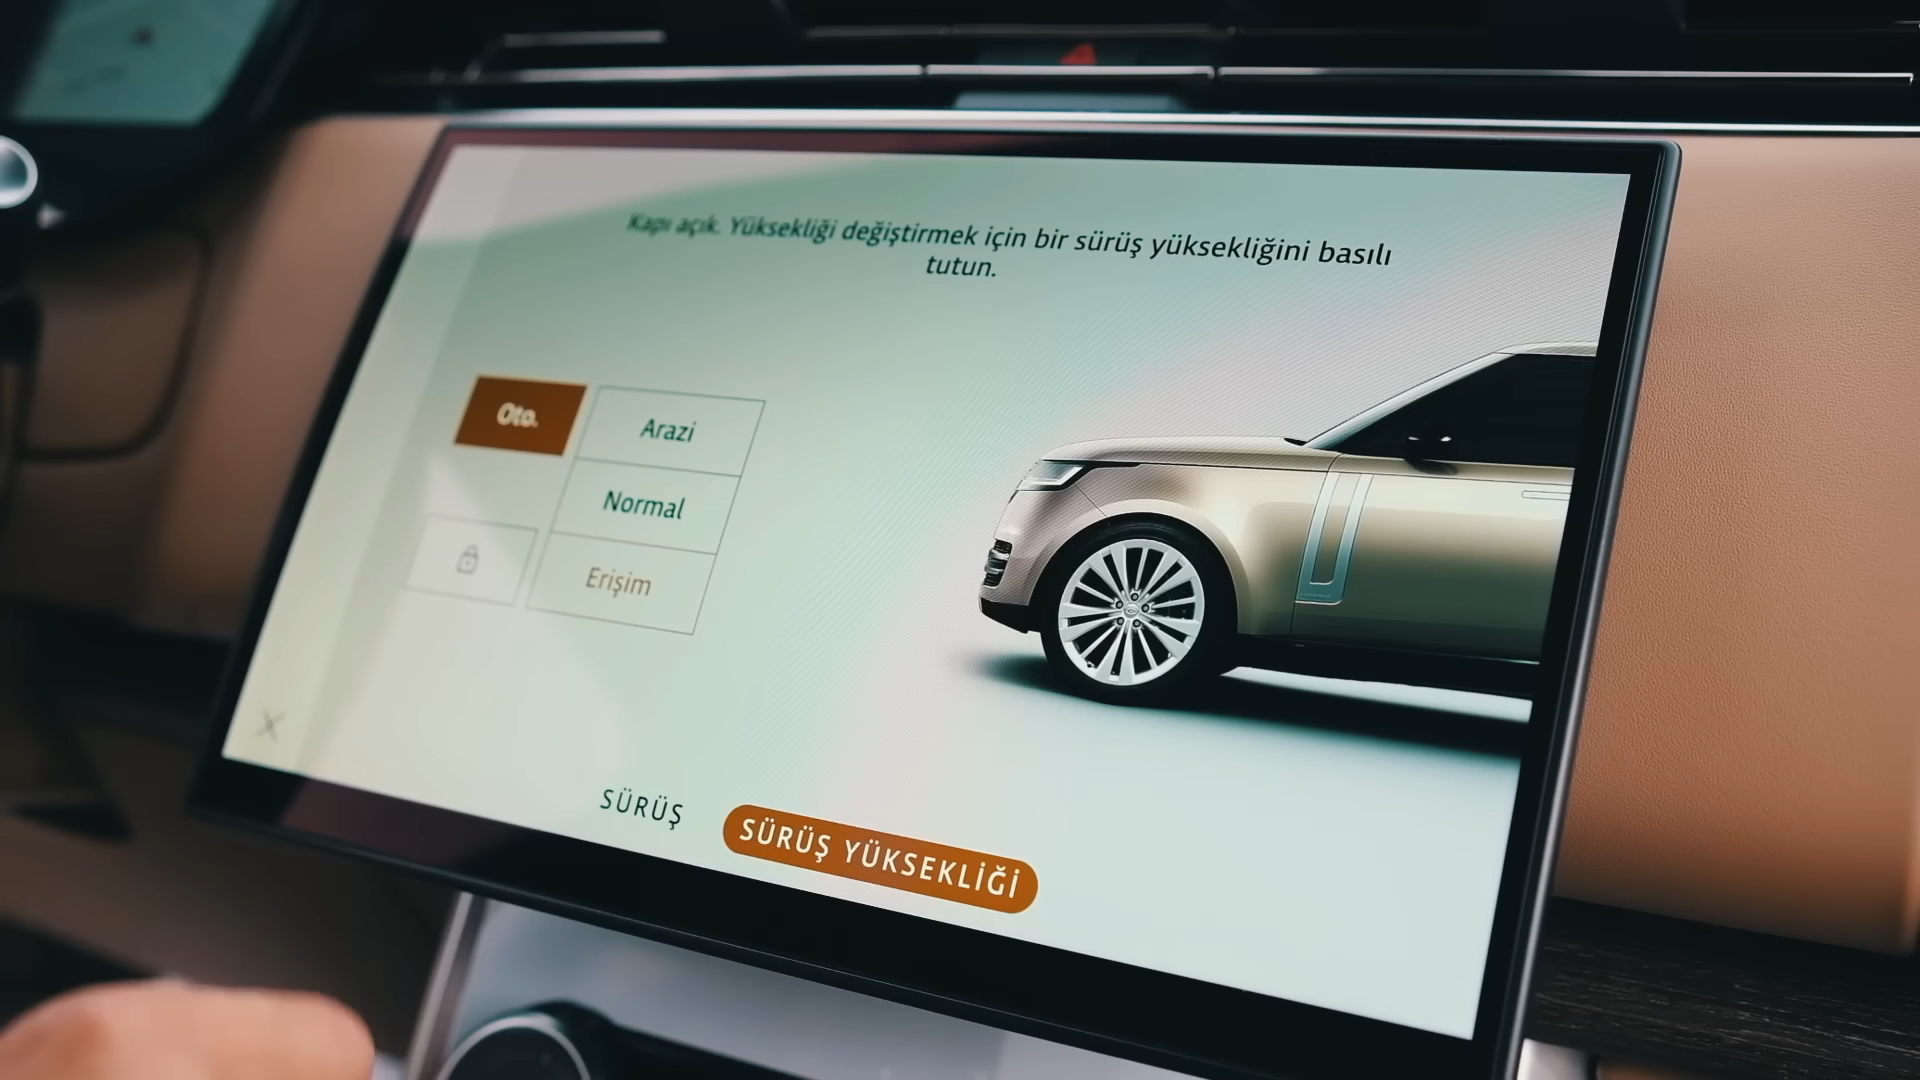 Kapı açık. Yüksekliği değiştirmek için bir sürüş yüksekliğini basılı
tutun.
Oto.
Arazi
Normal
Erişim
SÜRÜŞ
SÜRÜŞ YÜKSEKLİĞİ